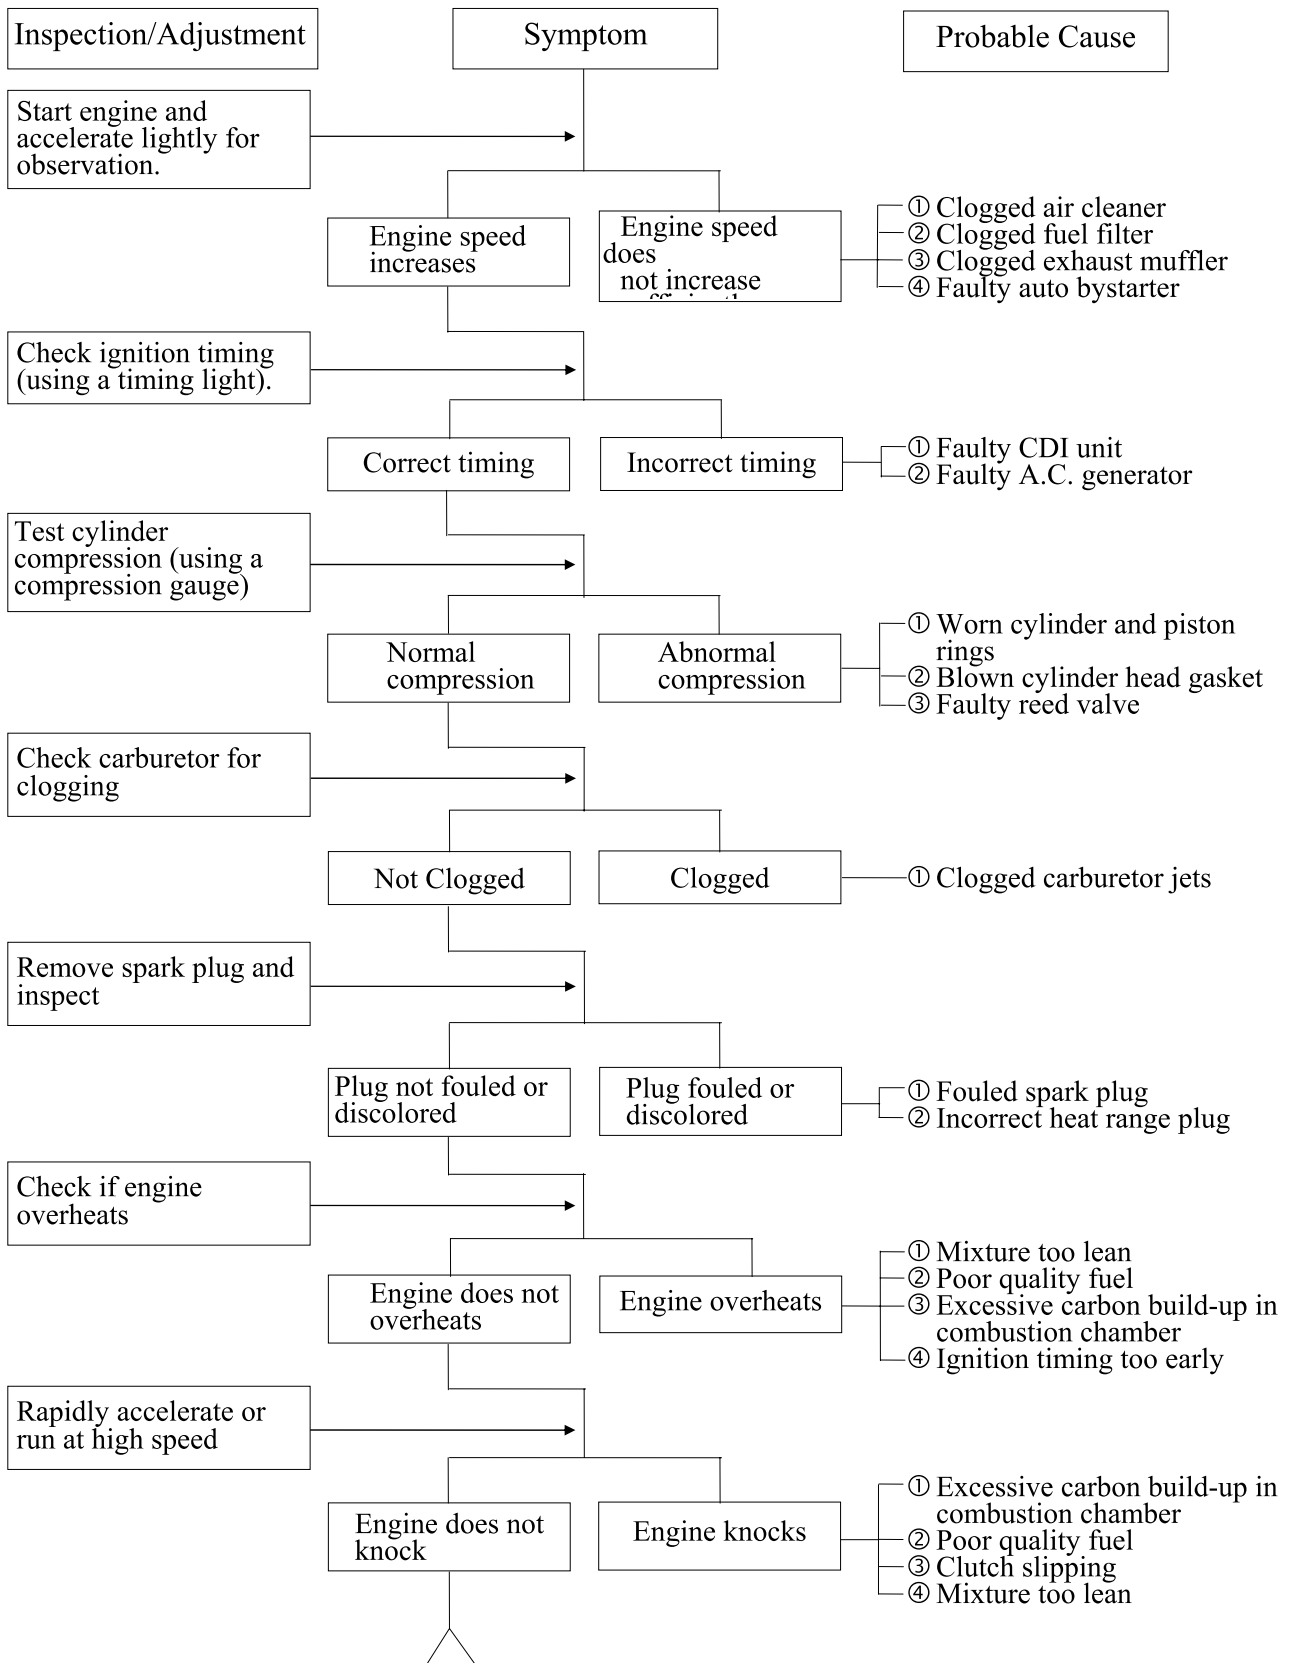 Inspection/Adjustment
Symptom
Probable Cause
Start engine and
accelerate lightly for
observation.
Engine speed
increases
Engine speed
does
not increase
① Clogged air cleaner
② Clogged fuel filter
③ Clogged exhaust muffler
④ Faulty auto bystarter
Check ignition timing
(using a timing light).
Correct timing
Incorrect timing
① Faulty CDI unit
② Faulty A.C. generator
Test cylinder
compression (using a
compression gauge)
Normal
compression
Abnormal
compression
① Worn cylinder and piston
rings
② Blown cylinder head gasket
③ Faulty reed valve
Check carburetor for
clogging
Not Clogged
Clogged
① Clogged carburetor jets
Remove spark plug and
inspect
Plug not fouled or
discolored
Plug fouled or
discolored
① Fouled spark plug
② Incorrect heat range plug
Check if engine
overheats
Engine does not
overheats
Engine overheats
① Mixture too lean
② Poor quality fuel
③ Excessive carbon build-up in
combustion chamber
④ Ignition timing too early
Rapidly accelerate or
run at high speed
Engine does not
knock
Engine knocks
① Excessive carbon build-up in
combustion chamber
② Poor quality fuel
③ Clutch slipping
④ Mixture too lean